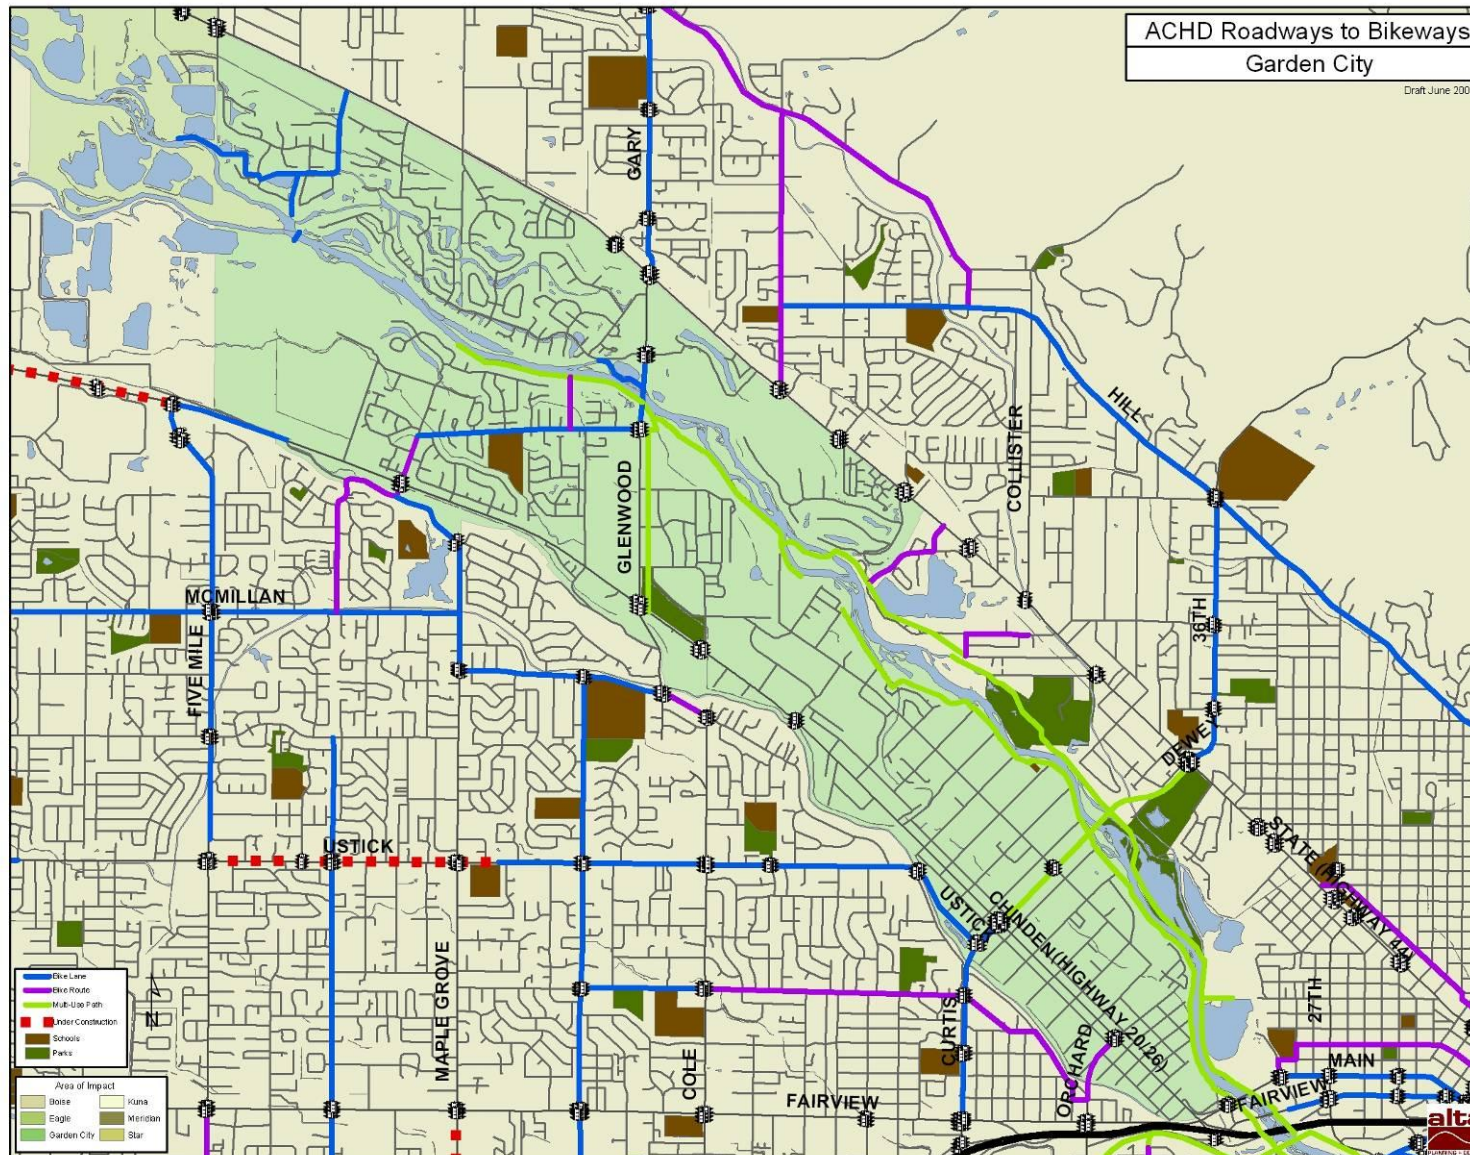 ACHD Roadways to Bikeways
Garden City
Draft June 200
GARY
HILL
COLLISTER
GLENWOOD
MCMILLAN
FIVE MILE
36TH
DEWEY
USTICK
STATE (HIGHWAY 44)
USTICK
CHINDEN(HIGHWAY 20/26)
MAPLE GROVE
COLE
CURTIS
ORCHARD
27TH
MAIN
FAIRVIEW
FAIRVIEW
Bike Lane
Bike Route
Multi-Use Path
Under Construction
Schools
Parks
N
Area of Impact
Boise Kuna
Eagle Meridian
Garden City Star
alta